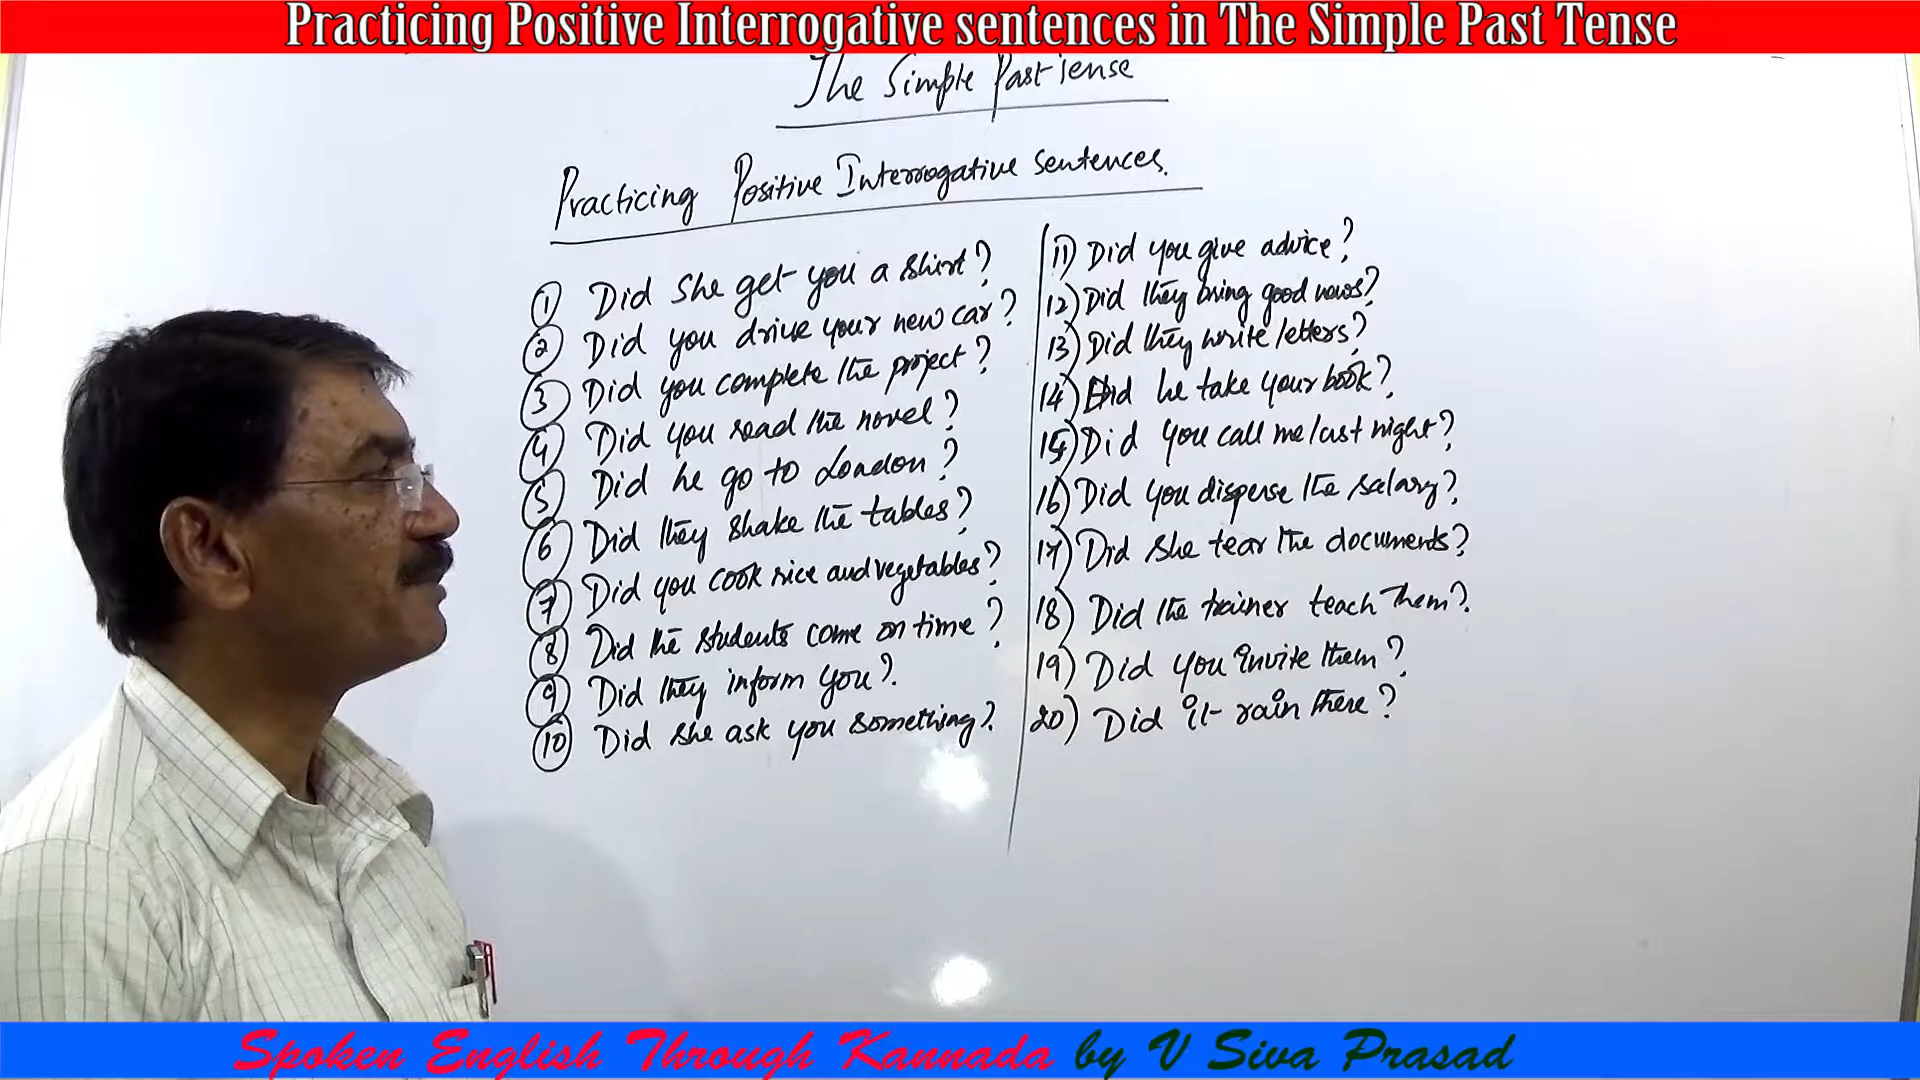 Practicing Positive Interrogative sentences in The Simple Past Tense
The Simple Past Tense
Practicing Positive Interrogative sentences.
1 Did she get you a shirt?
2 Did you drive your new car?
3 Did you complete the project?
4 Did you read the novel?
5 Did he go to London?
6 Did they shake the tables?
7 Did you cook rice and vegetables?
8 Did the students come on time?
9 Did they inform you?
10 Did she ask you something?
11) Did you give advice?
12) Did they bring good news?
13) Did they write letters?
14) Did he take your book?
15) Did you call me last night?
16) Did you disperse the salary?
17) Did she tear the documents?
18) Did the trainer teach them?
19) Did you invite them?
20) Did it rain there?
Spoken English Through Kannada by V Siva Prasad